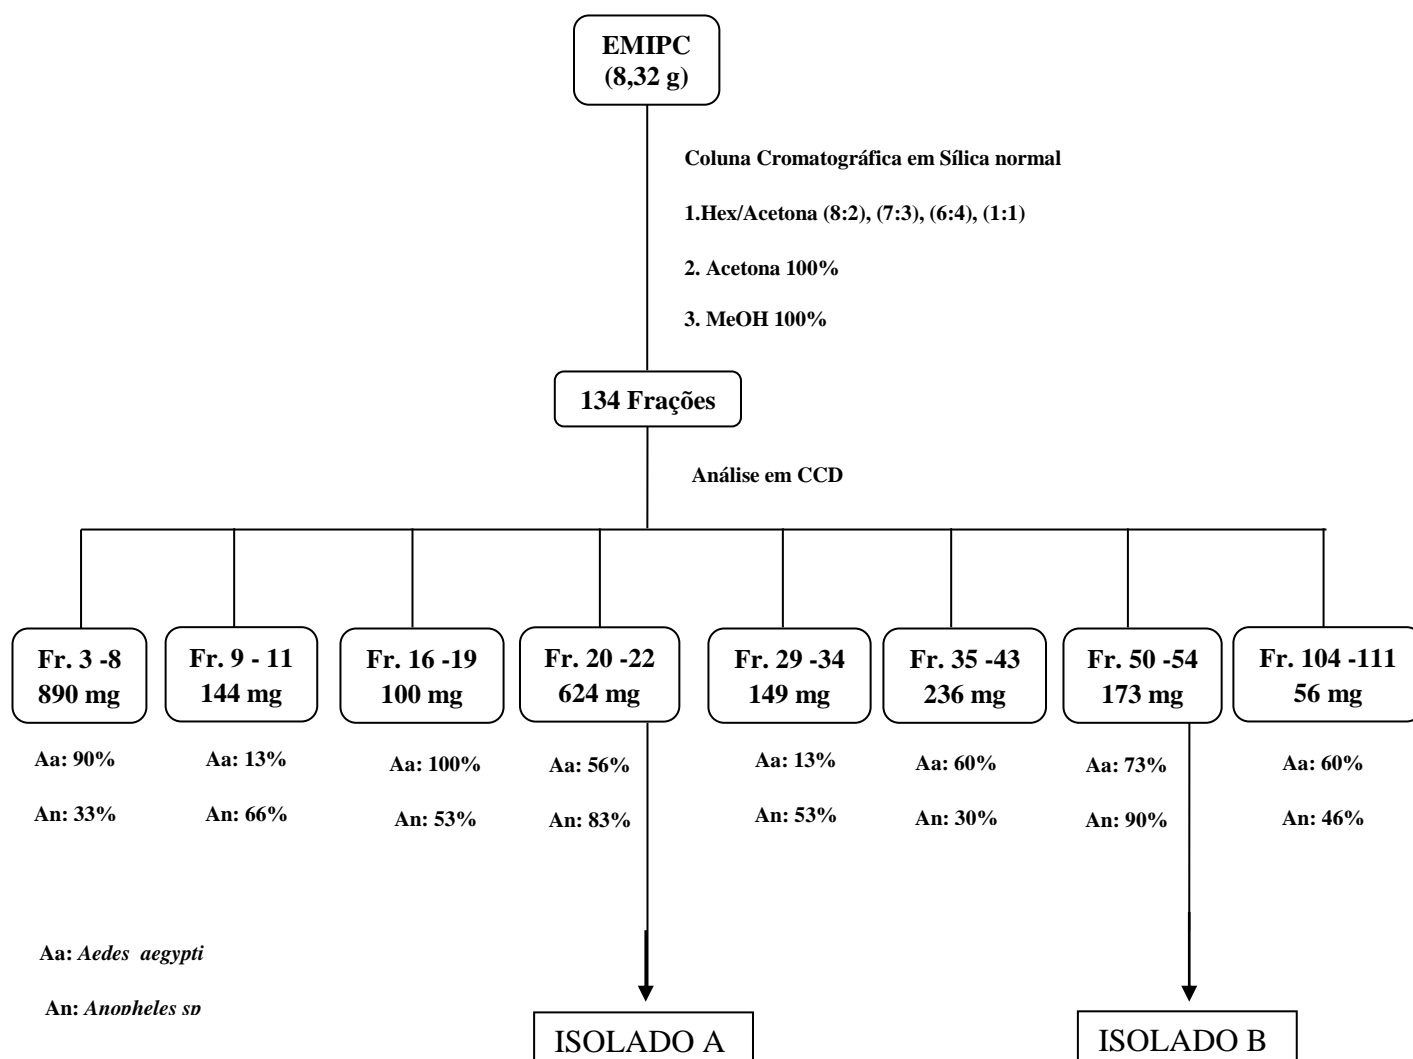 EMIPC
(8,32 g)
Coluna Cromatográfica em Sílica normal
1.Hex/Acetona (8:2), (7:3), (6:4), (1:1)
2. Acetona 100%
3. MeOH 100%
134 Frações
Análise em CCD
Fr. 3 -8
890 mg
Aa: 90%
An: 33%
Fr. 9 - 11
144 mg
Aa: 13%
An: 66%
Fr. 16 -19
100 mg
Aa: 100%
An: 53%
Fr. 20 -22
624 mg
Aa: 56%
An: 83%
Fr. 29 -34
149 mg
Aa: 13%
An: 53%
Fr. 35 -43
236 mg
Aa: 60%
An: 30%
Fr. 50 -54
173 mg
Aa: 73%
An: 90%
Fr. 104 -111
56 mg
Aa: 60%
An: 46%
Aa: Aedes aegypti
An: Anopheles sp
ISOLADO A
ISOLADO B